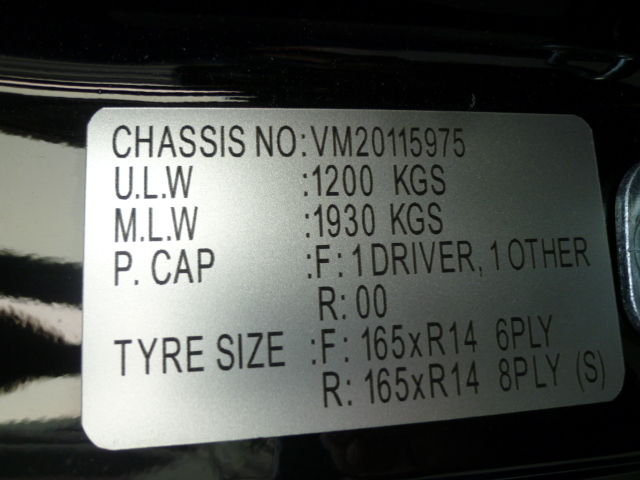 CHASSIS NO:VM20115975
U.L.W :1200 KGS
M.L.W :1930 KGS
P. CAP :F: 1 DRIVER, 1 OTHER
R: 00
TYRE SIZE :F: 165xR14 6PLY
R: 165xR14 8PLY (S)